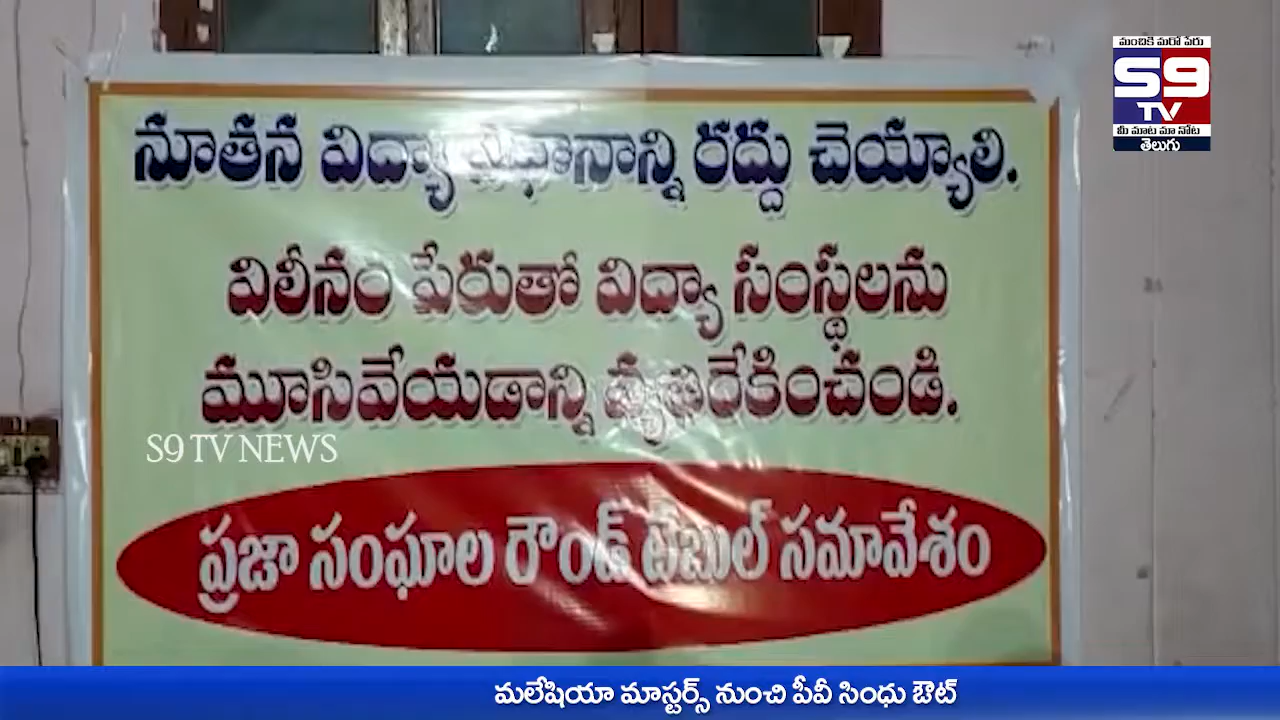 మంచికి మరో పేరు
S9
TV
మీ మాట మా నోట
తెలుగు
నూతన విద్యా విధానాన్ని రద్దు చెయ్యాలి.
విలీనం పేరుతో విద్యా సంస్థలను
మూసివేయడాన్ని వ్యతిరేకించండి.
S9 TV NEWS
ప్రజా సంఘాల రౌండ్ టేబుల్ సమావేశం
మలేషియా మాస్టర్స్ నుంచి పీవీ సింధు ఔట్